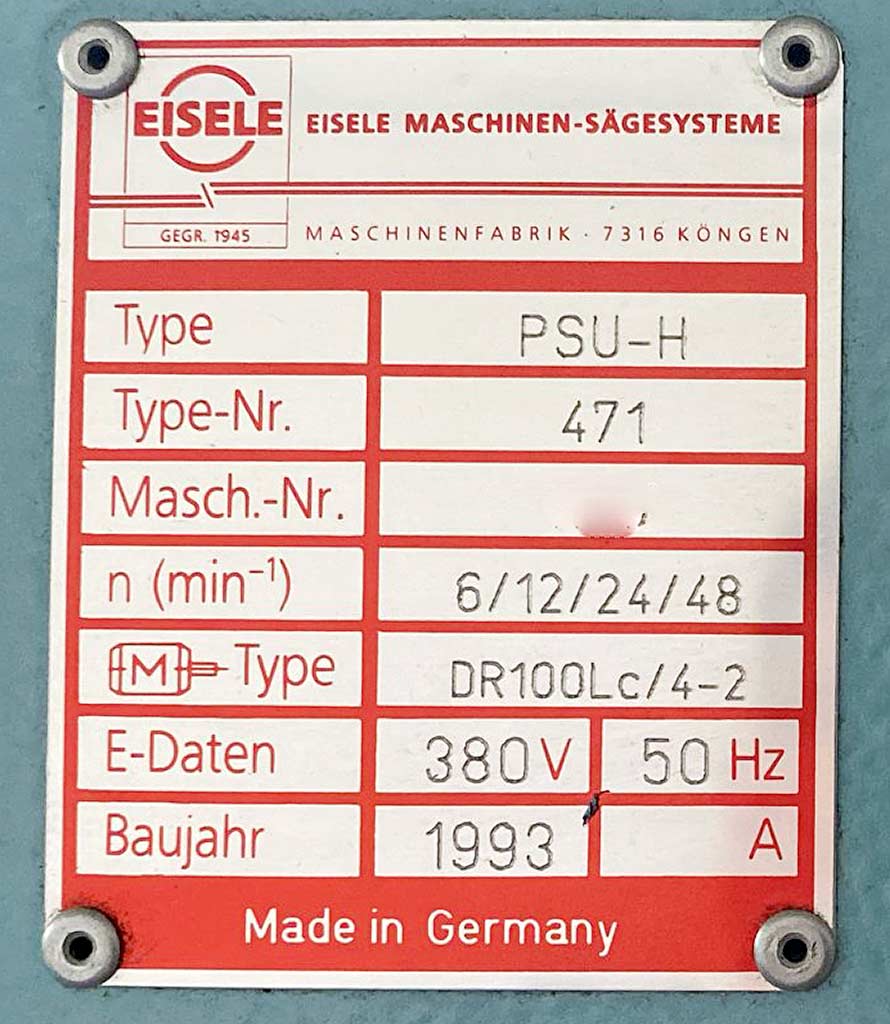 EISELE
EISELE MASCHINEN-SÄGESYSTEME
GEGR. 1945
MASCHINENFABRIK · 7316 KÖNGEN
Type PSU-H
Type-Nr. 471
Masch.-Nr.
n (min⁻¹) 6/12/24/48
M Type DR100Lc/4-2
E-Daten 380 V 50 Hz
Baujahr 1993 A
Made in Germany